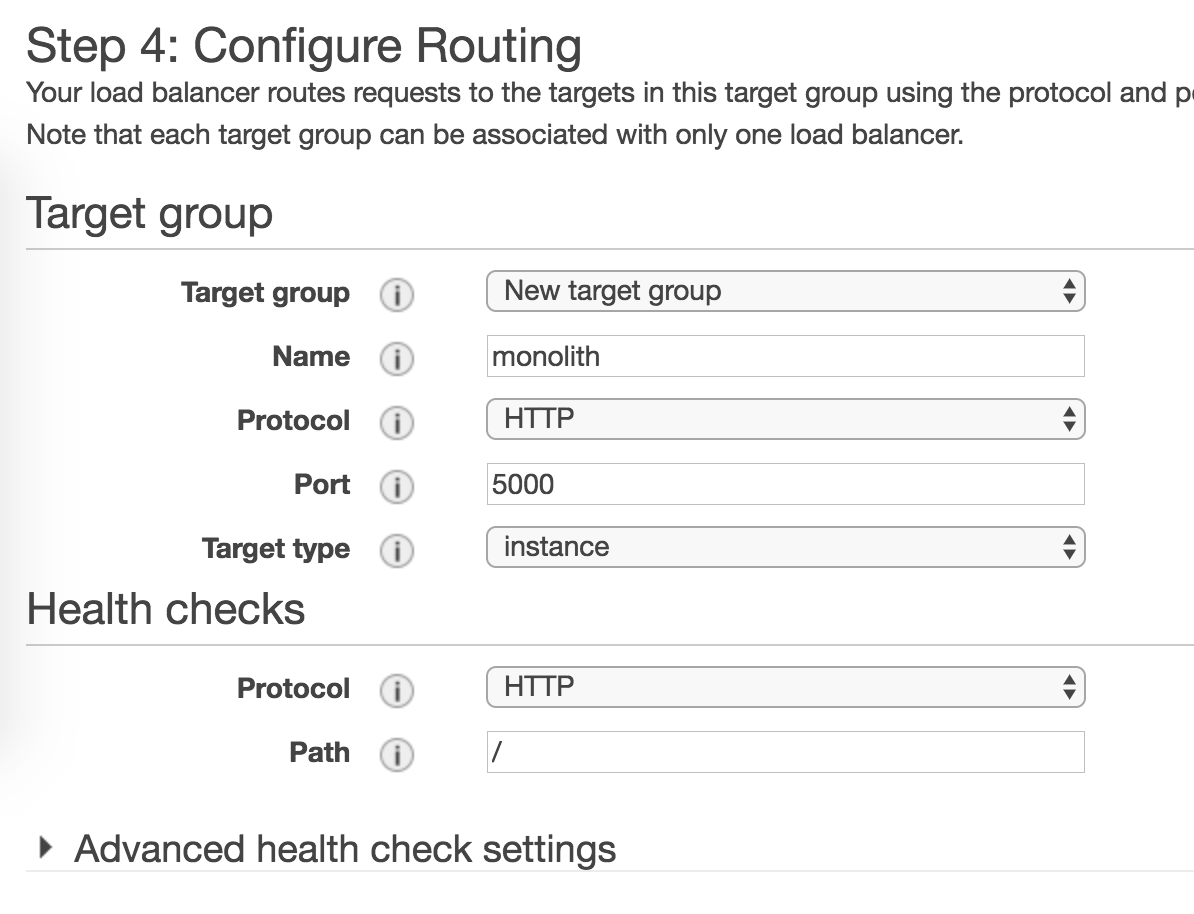 Step 4: Configure Routing
Your load balancer routes requests to the targets in this target group using the protocol and
Note that each target group can be associated with only one load balancer.
Target group
Target group i New target group
Name i monolith
Protocol i HTTP
Port i 5000
Target type i instance
Health checks
Protocol i HTTP
Path i /
Advanced health check settings